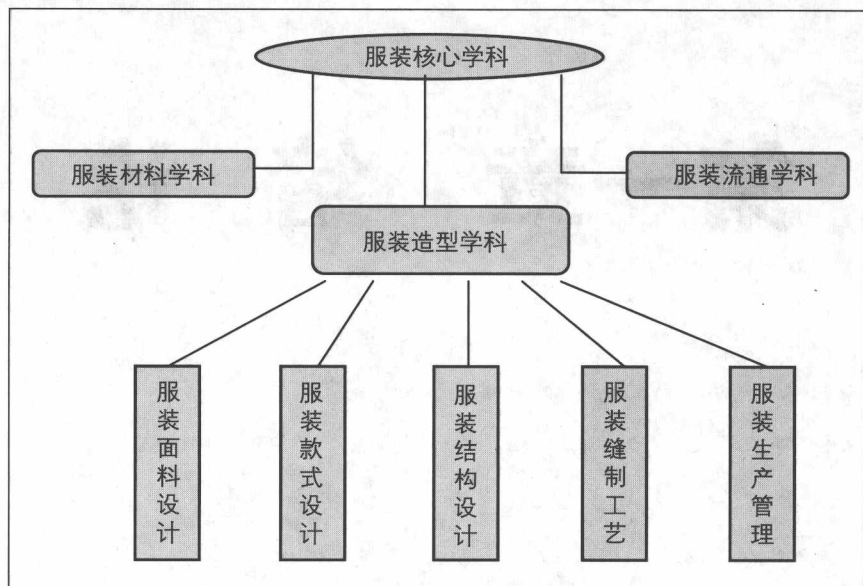 服装核心学科
服装材料学科
服装流通学科
服装造型学科
服装面料设计
服装款式设计
服装结构设计
服装缝制工艺
服装生产管理